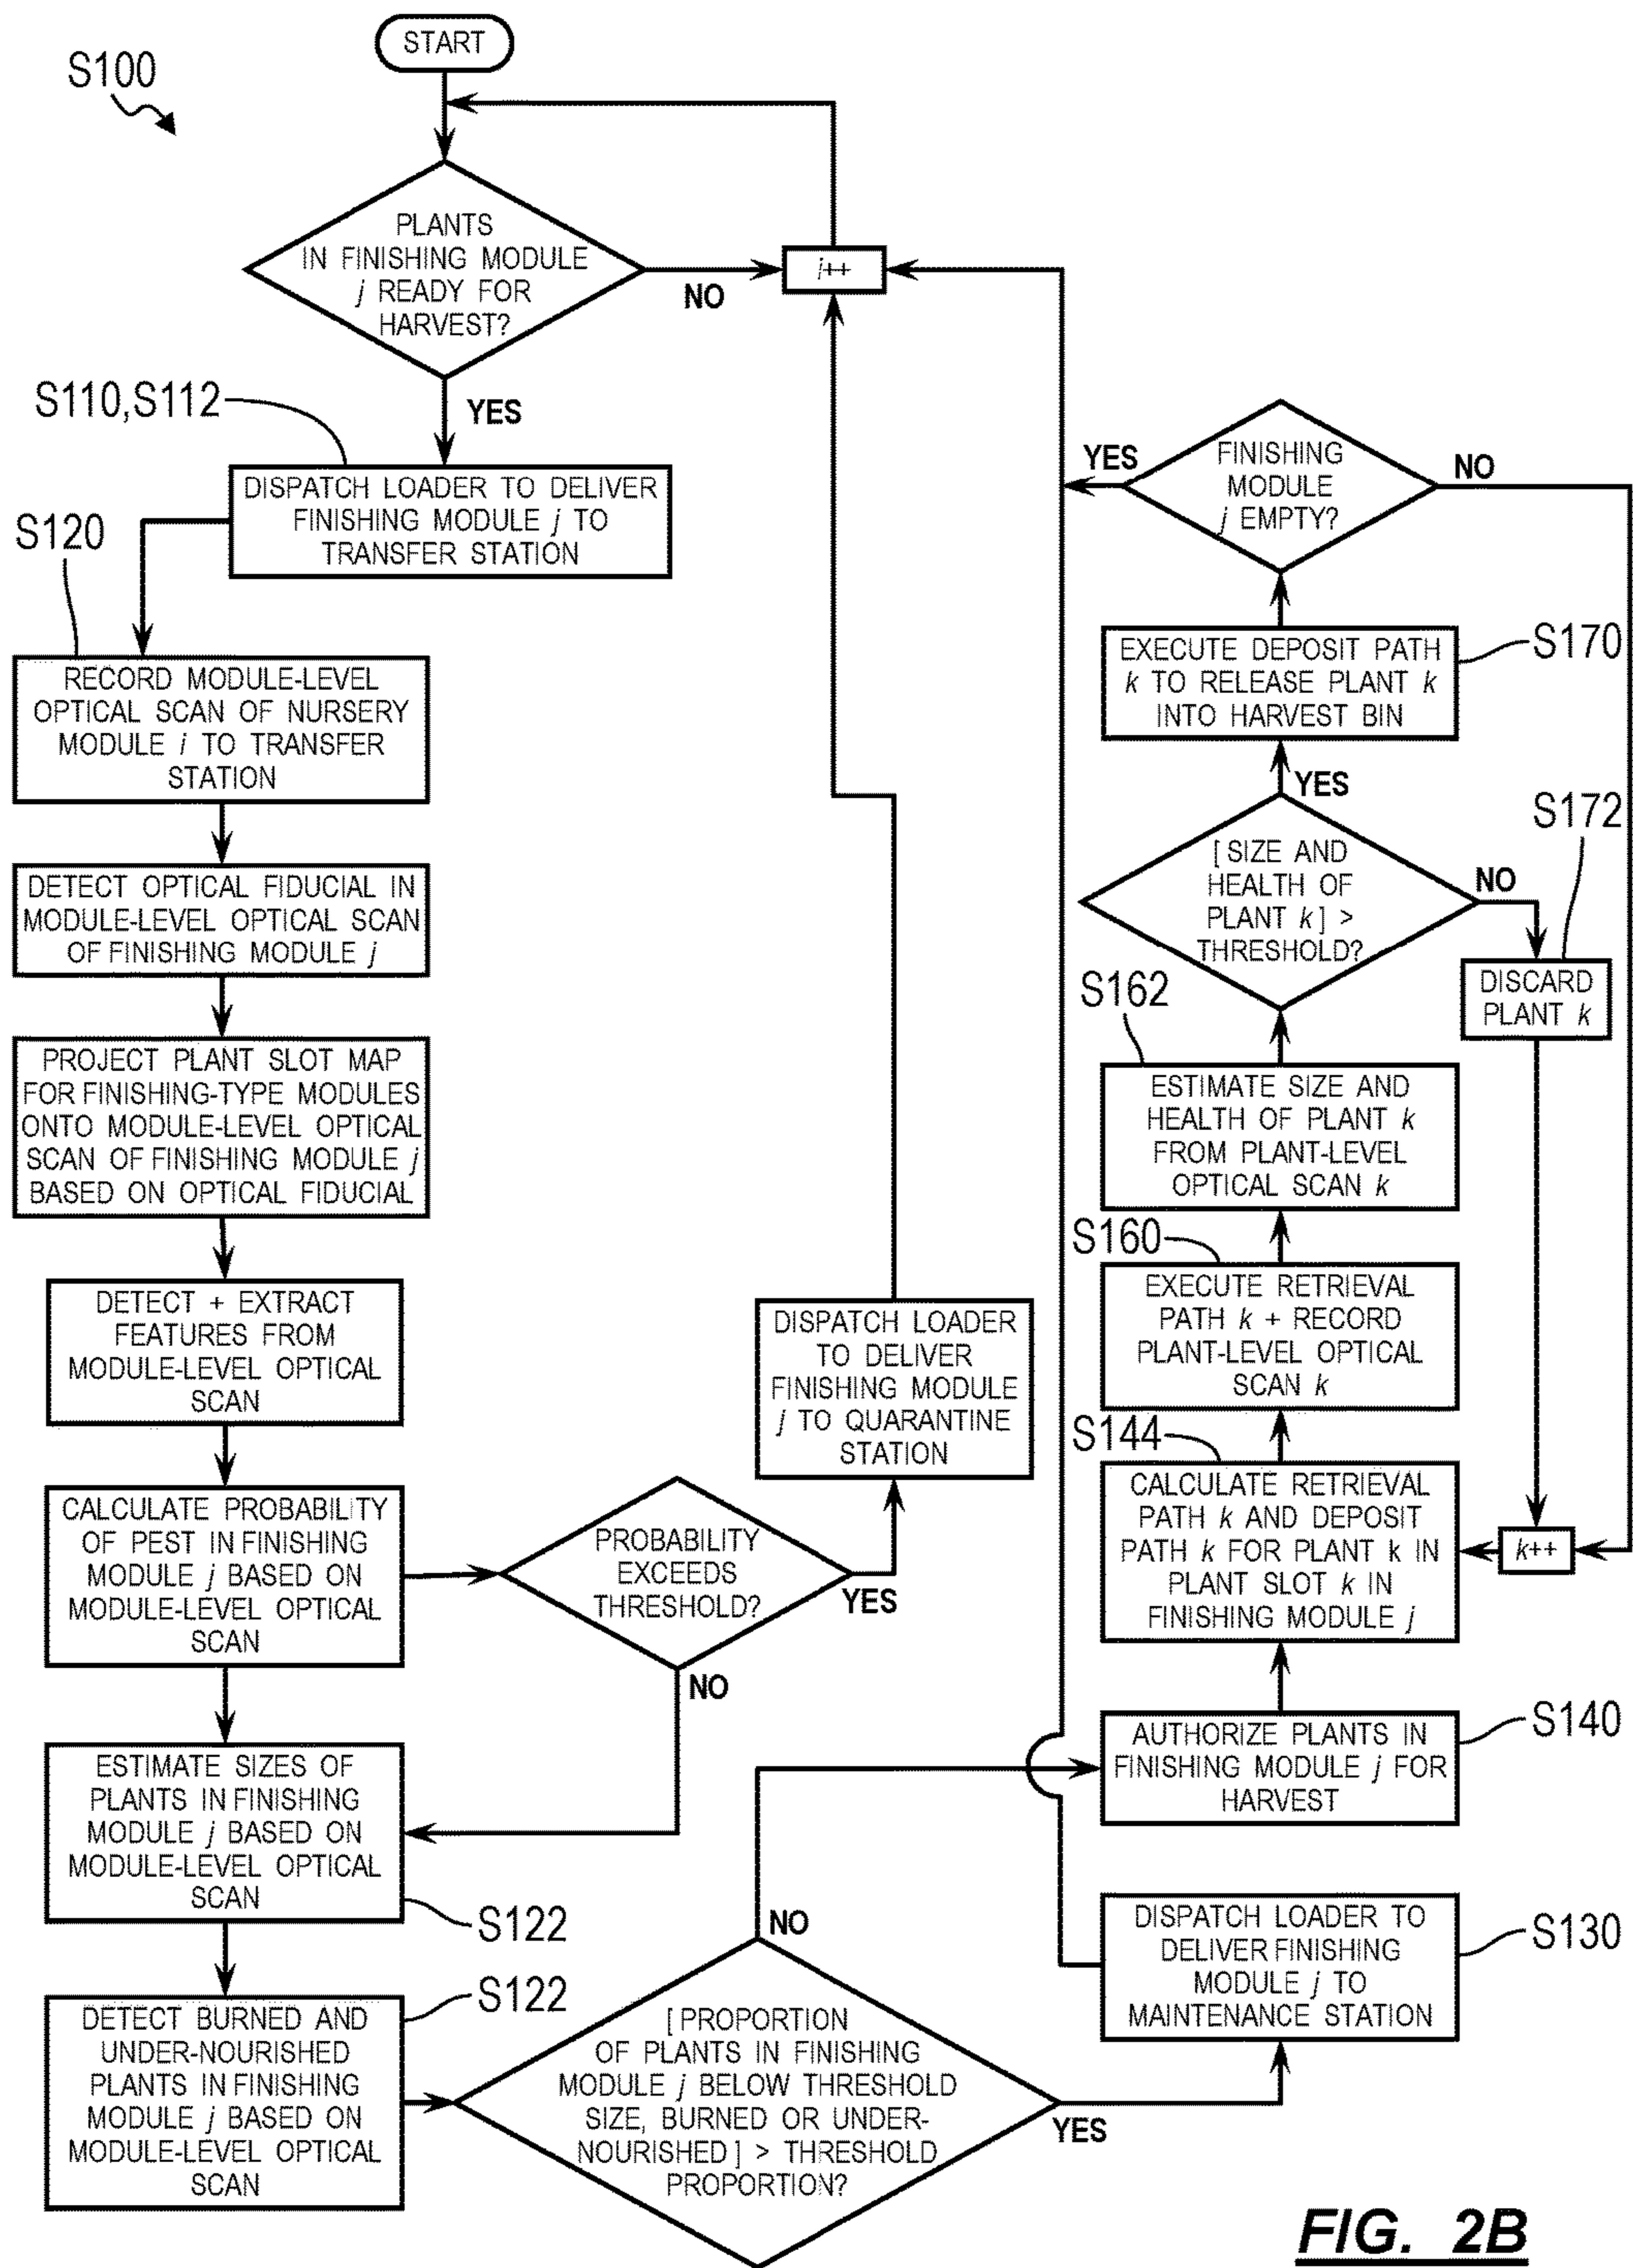 START
S100
PLANTS
IN FINISHING MODULE
j READY FOR
HARVEST?
NO
i++
YES
S110,S112
DISPATCH LOADER TO DELIVER
FINISHING MODULE j TO
TRANSFER STATION
S120
RECORD MODULE-LEVEL
OPTICAL SCAN OF NURSERY
MODULE i TO TRANSFER
STATION
DETECT OPTICAL FIDUCIAL IN
MODULE-LEVEL OPTICAL SCAN
OF FINISHING MODULE j
PROJECT PLANT SLOT MAP
FOR FINISHING-TYPE MODULES
ONTO MODULE-LEVEL OPTICAL
SCAN OF FINISHING MODULE j
BASED ON OPTICAL FIDUCIAL
DETECT + EXTRACT
FEATURES FROM
MODULE-LEVEL OPTICAL
SCAN
CALCULATE PROBABILITY
OF PEST IN FINISHING
MODULE j BASED ON
MODULE-LEVEL OPTICAL
SCAN
PROBABILITY
EXCEEDS
THRESHOLD?
YES
NO
DISPATCH LOADER
TO DELIVER
FINISHING MODULE
j TO QUARANTINE
STATION
ESTIMATE SIZES OF
PLANTS IN FINISHING
MODULE j BASED ON
MODULE-LEVEL OPTICAL
SCAN
S122
DETECT BURNED AND
UNDER-NOURISHED
PLANTS IN FINISHING
MODULE j BASED ON
MODULE-LEVEL OPTICAL
SCAN
S122
[PROPORTION
OF PLANTS IN FINISHING
MODULE j BELOW THRESHOLD
SIZE, BURNED OR UNDER-
NOURISHED] > THRESHOLD
PROPORTION?
NO
YES
DISPATCH LOADER TO
DELIVER FINISHING
MODULE j TO
MAINTENANCE STATION
S130
AUTHORIZE PLANTS IN
FINISHING MODULE j FOR
HARVEST
S140
CALCULATE RETRIEVAL
PATH k AND DEPOSIT
PATH k FOR PLANT k IN
PLANT SLOT k IN
FINISHING MODULE j
S144
k++
EXECUTE RETRIEVAL
PATH k + RECORD
PLANT-LEVEL OPTICAL
SCAN k
S160
ESTIMATE SIZE AND
HEALTH OF PLANT k
FROM PLANT-LEVEL
OPTICAL SCAN k
S162
[SIZE AND
HEALTH OF
PLANT k] >
THRESHOLD?
YES
NO
S172
DISCARD
PLANT k
EXECUTE DEPOSIT PATH
k TO RELEASE PLANT k
INTO HARVEST BIN
S170
FINISHING
MODULE
j EMPTY?
YES
NO
FIG. 2B